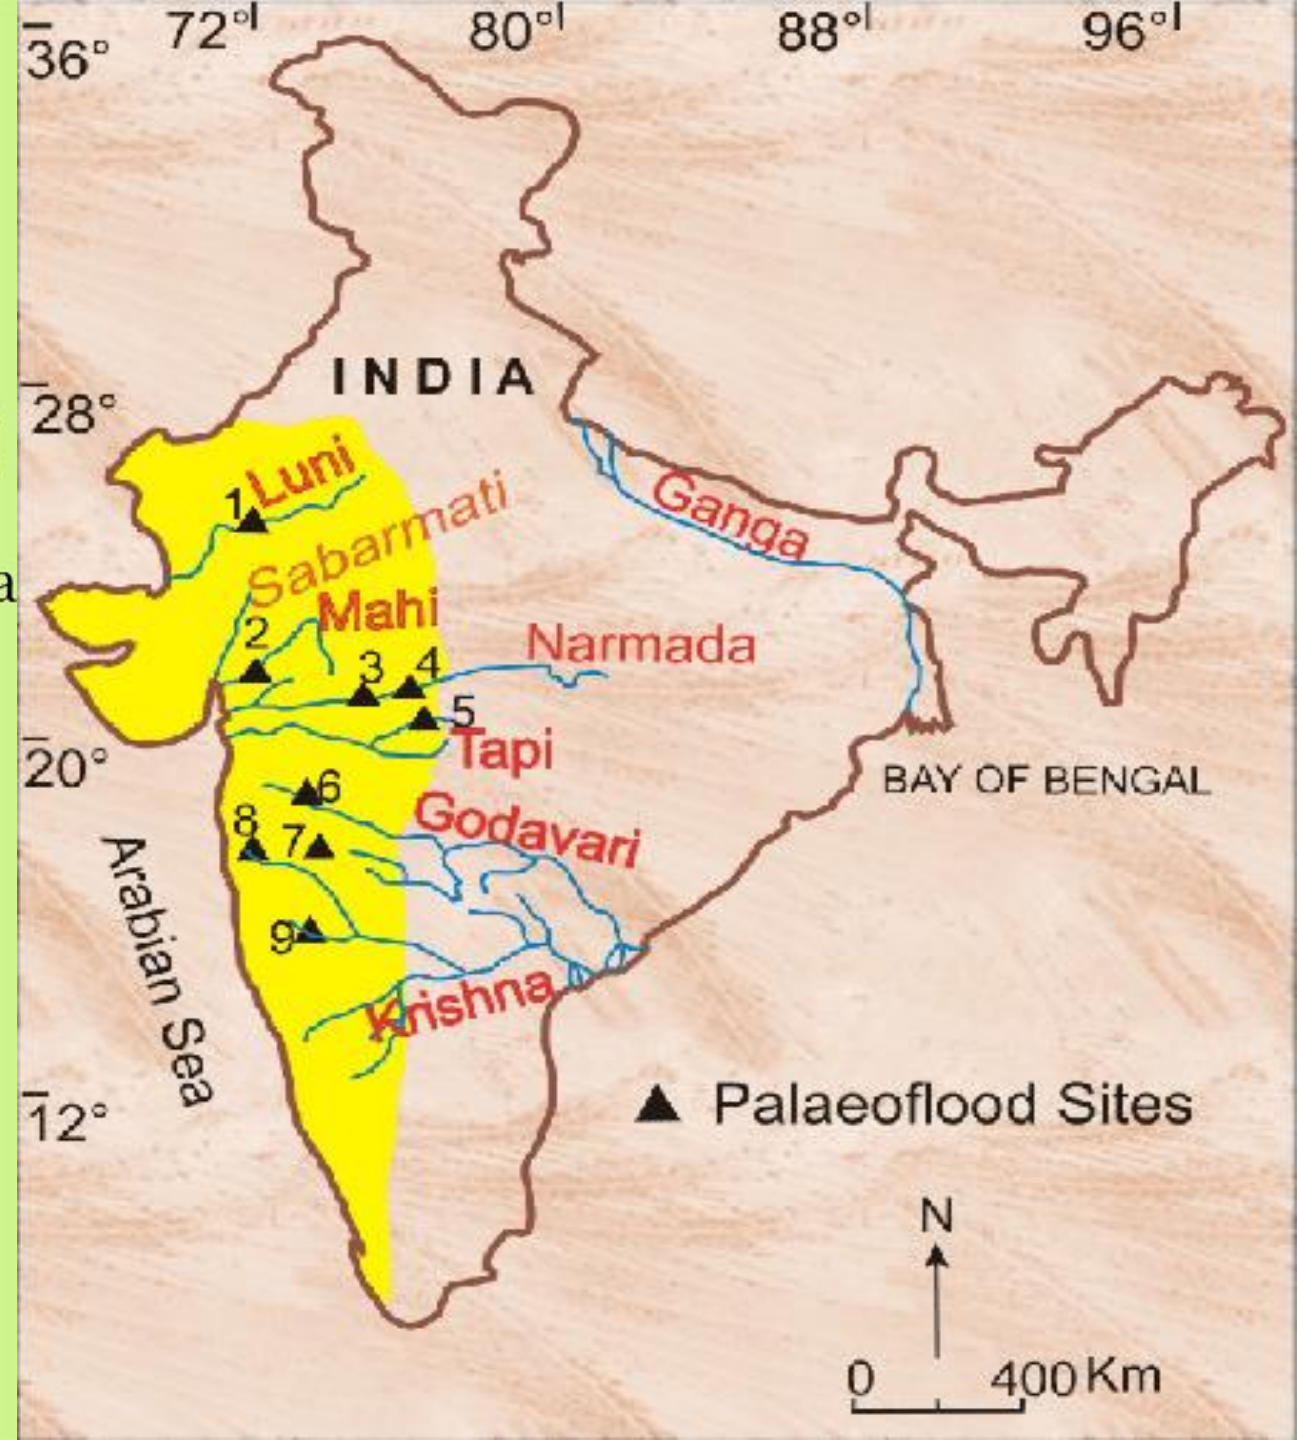 72° 80° 88° 96°
36°
INDIA
28°
Luni
1
Sabarmati
Ganga
a
Mahi
2
Narmada
3 4
5
Tapi
20°
BAY OF BENGAL
6
Godavari
8
7
Arabian Sea
9
Krishna
12°
Palaeoflood Sites
N
0 400 Km